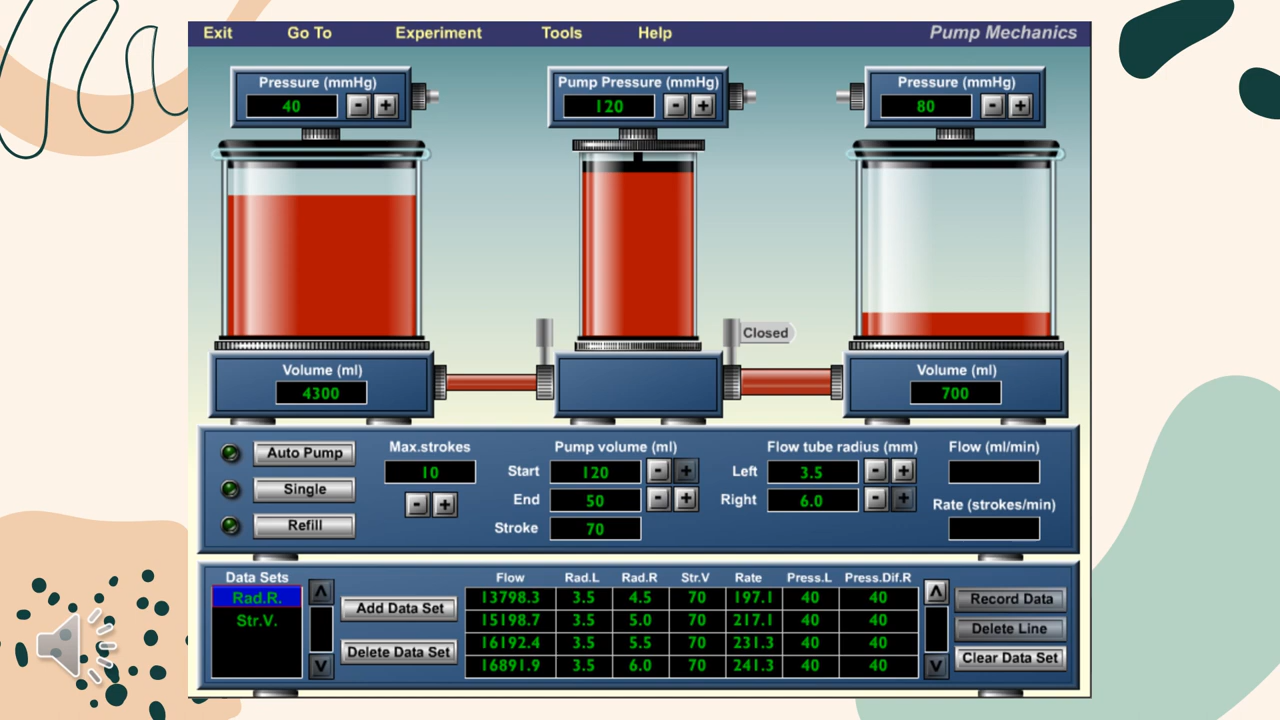 Exit Go To Experiment Tools Help Pump Mechanics
Pressure (mmHg) Pump Pressure (mmHg) Pressure (mmHg)
40 - + 120 - + 80 - +
Closed
Volume (ml) Volume (ml)
4300 700
Max.strokes Pump volume (ml) Flow tube radius (mm) Flow (ml/min)
Auto Pump 10 Start 120 - + Left 3.5 - +
Single - + End 50 - + Right 6.0 - + Rate (strokes/min)
Refill Stroke 70
Data Sets Flow Rad.L Rad.R Str.V Rate Press.L Press.Dif.R
Rad.R. Add Data Set 13798.3 3.5 4.5 70 197.1 40 40 Record Data
Str.V. 15198.7 3.5 5.0 70 217.1 40 40 Delete Line
Delete Data Set 16192.4 3.5 5.5 70 231.3 40 40 Clear Data Set
16891.9 3.5 6.0 70 241.3 40 40